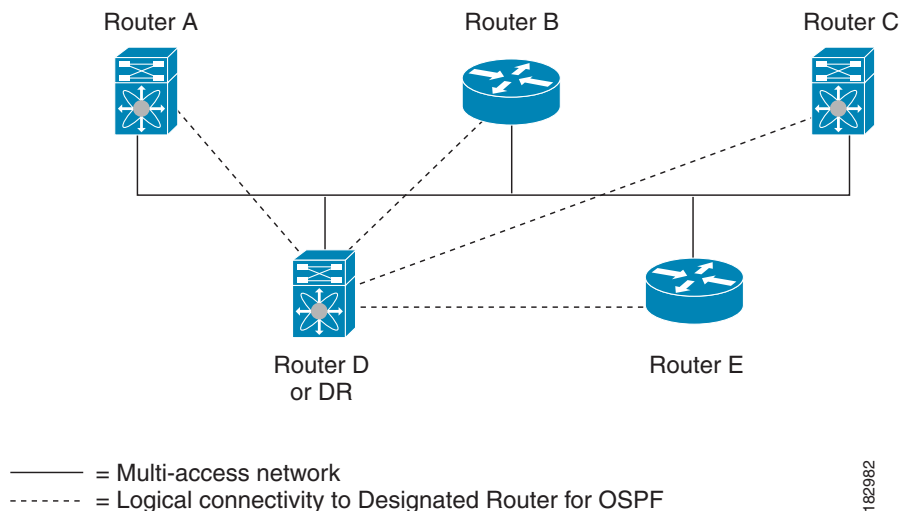 Router A
Router B
Router C
Router D
or DR
Router E
= Multi-access network
= Logical connectivity to Designated Router for OSPF
182982